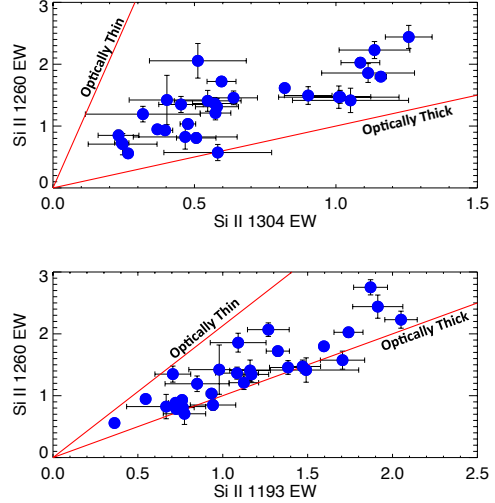 3
2
1
0
Si II 1260 EW
Optically Thin
Optically Thick
0.0
0.5
1.0
1.5
Si II 1304 EW
3
2
1
0
Si II 1260 EW
Optically Thin
Optically Thick
0.0
0.5
1.0
1.5
2.0
2.5
Si II 1193 EW